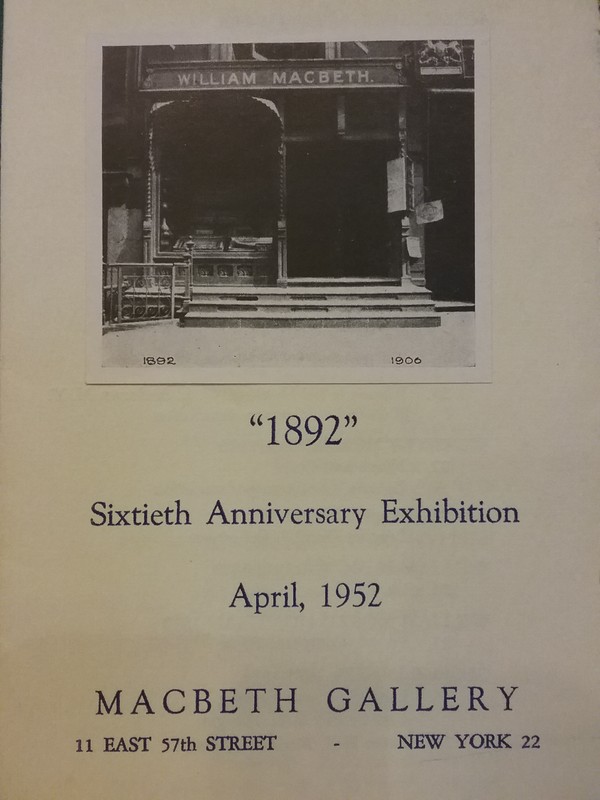 WILLIAM MACBETH.
1892 1906
“1892”
Sixtieth Anniversary Exhibition
April, 1952
MACBETH GALLERY
11 EAST 57th STREET - NEW YORK 22